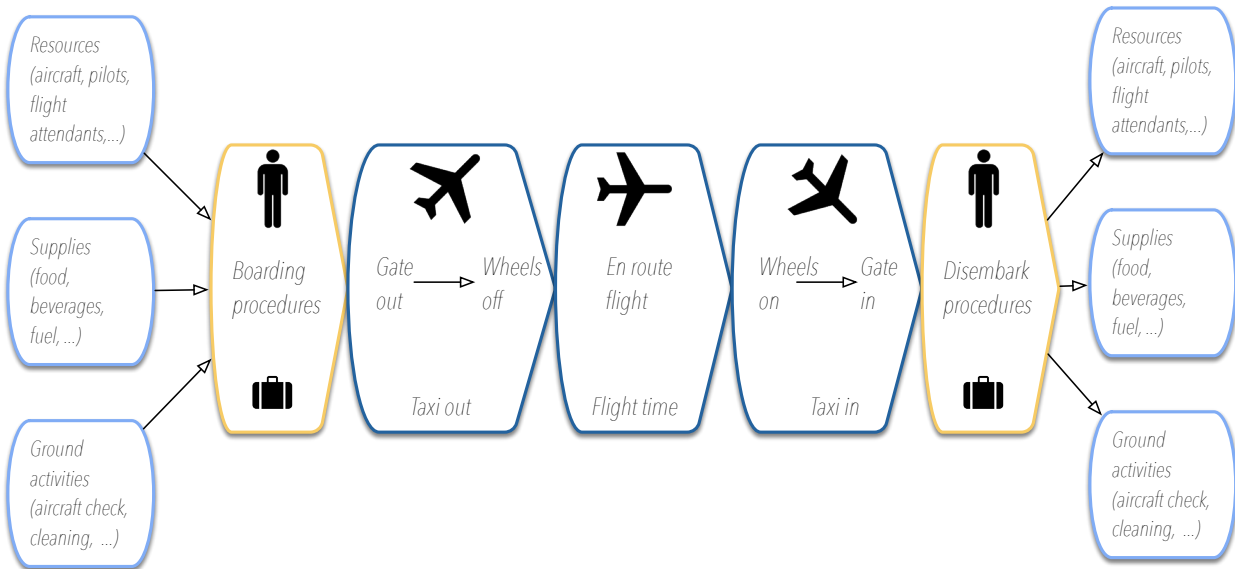 Resources
(aircraft, pilots,
flight
attendants,...)
Supplies
(food,
beverages,
fuel, ...)
Ground
activities
(aircraft check,
cleaning, ...)
Boarding
procedures
Gate
out
Wheels
off
Taxi out
En route
flight
Flight time
Wheels
on
Gate
in
Taxi in
Disembark
procedures
Resources
(aircraft, pilots,
flight
attendants,...)
Supplies
(food,
beverages,
fuel, ...)
Ground
activities
(aircraft check,
cleaning, ...)